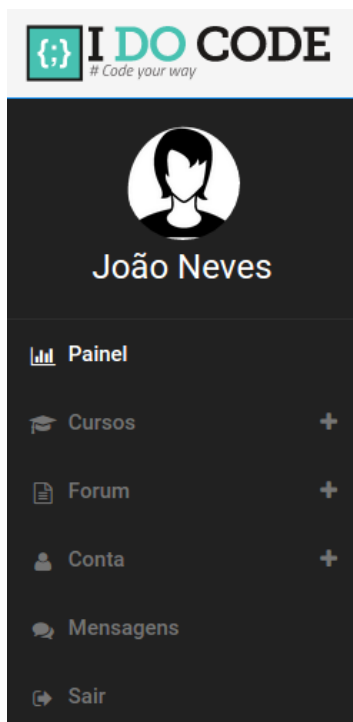 {;} I DO CODE
# Code your way
João Neves
Painel
Cursos +
Forum +
Conta +
Mensagens
Sair